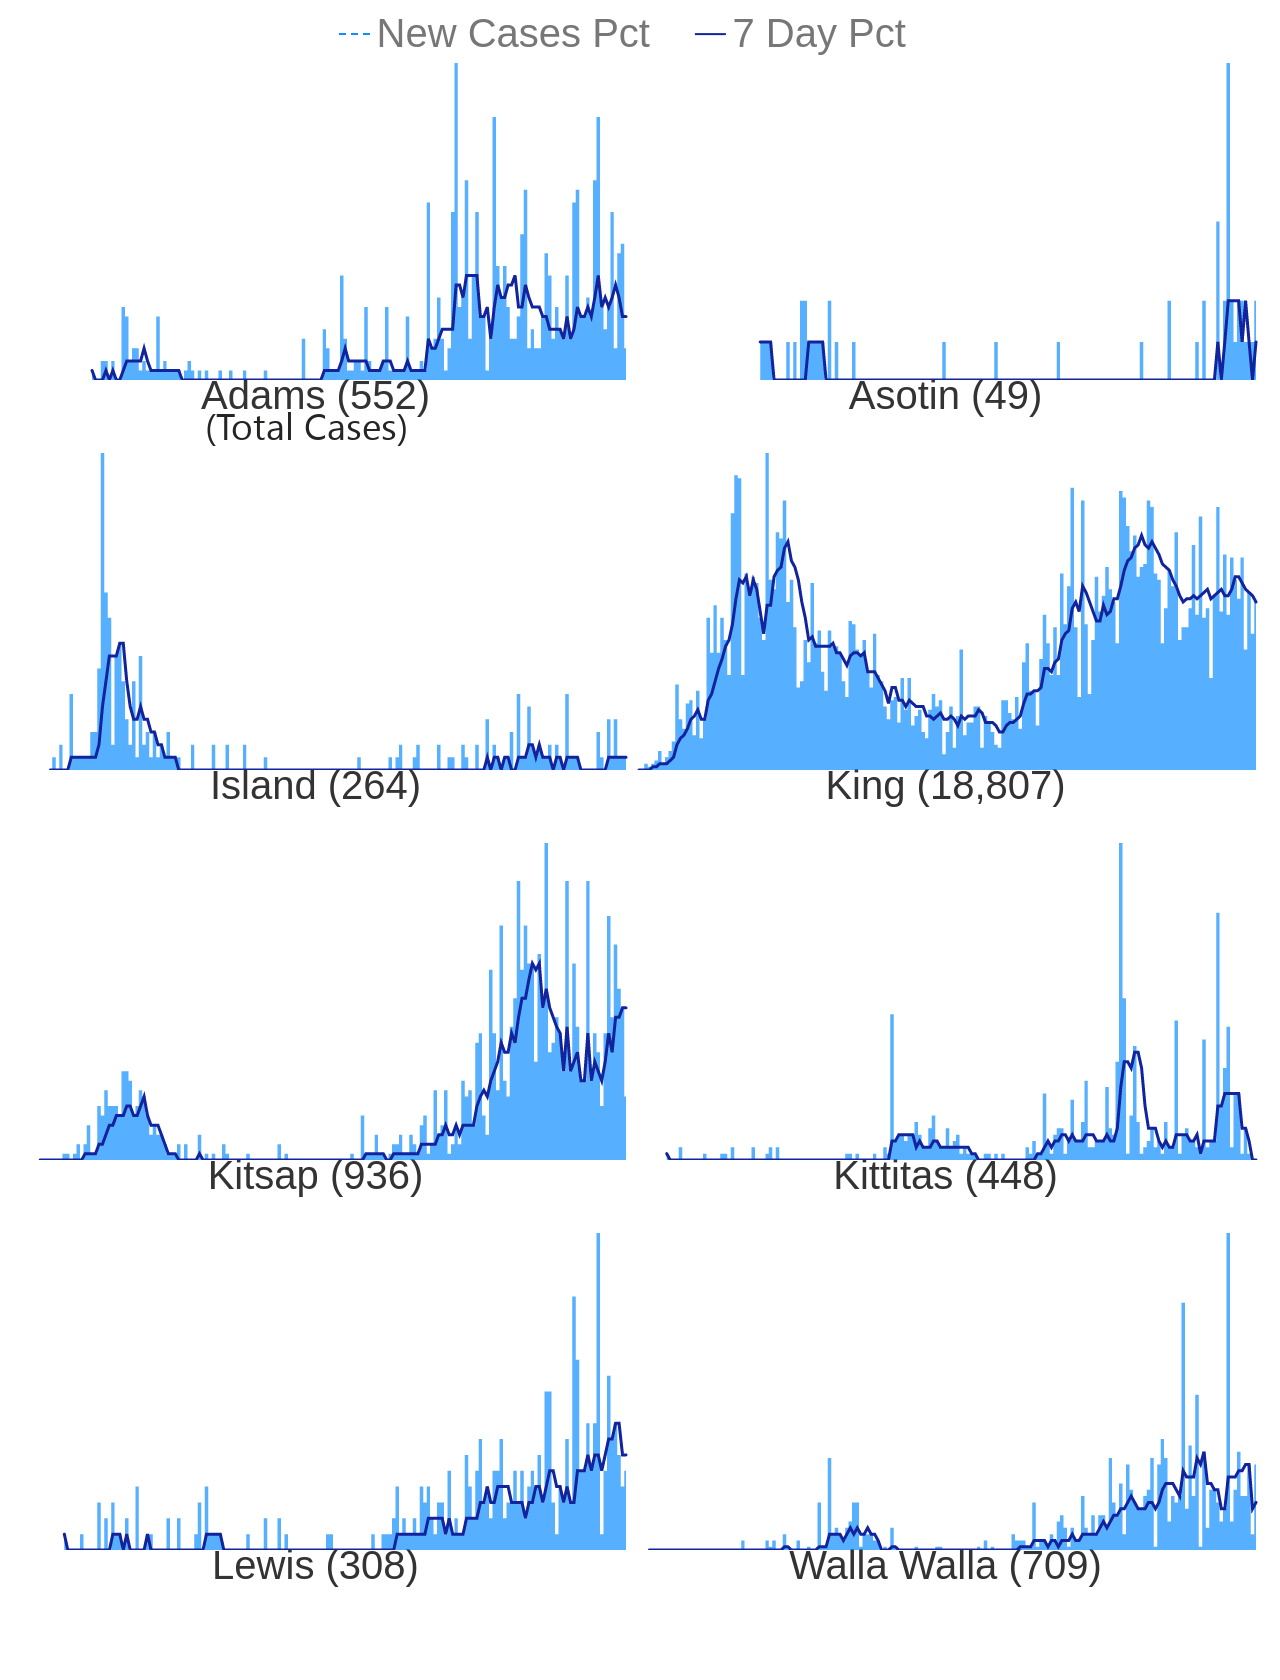 New Cases Pct 7 Day Pct
Adams (552) Asotin (49)
(Total Cases)
Island (264) King (18,807)
Kitsap (936) Kittitas (448)
Lewis (308) Walla Walla (709)